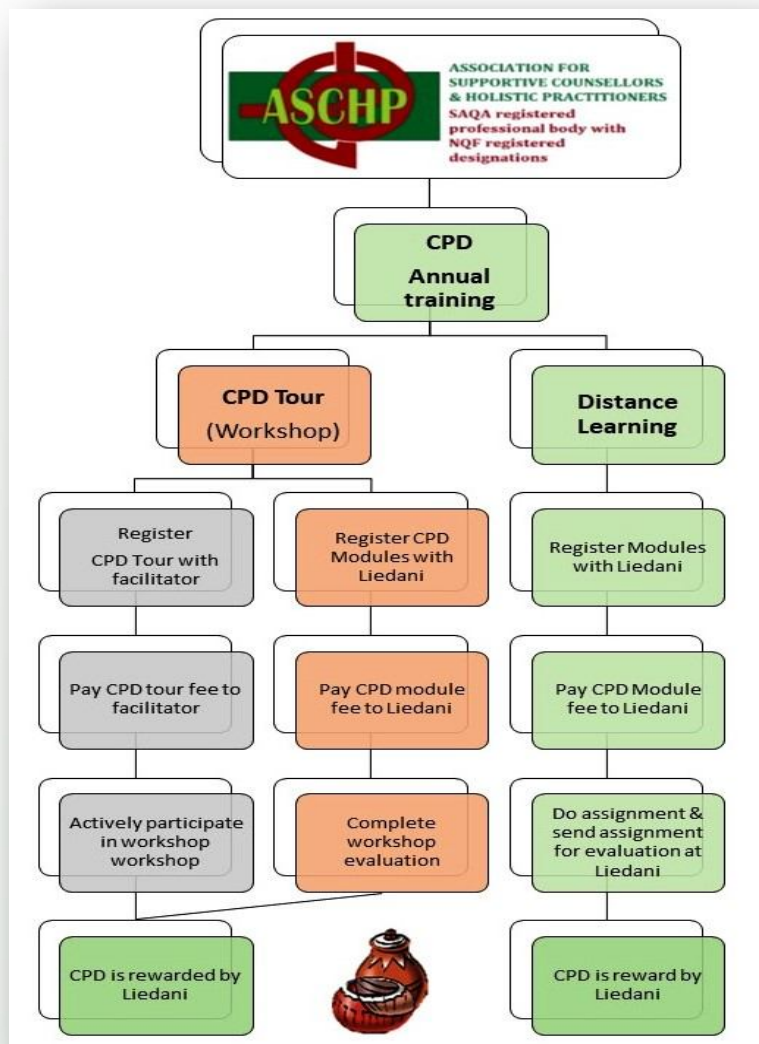 ASCHP
ASSOCIATION FOR
SUPPORTIVE COUNSELLORS
& HOLISTIC PRACTITIONERS
SAQA registered
professional body with
NQF registered
designations
CPD
Annual
training
CPD Tour
(Workshop)
Distance
Learning
Register
CPD Tour with
facilitator
Register CPD
Modules with
Liedani
Register Modules
with Liedani
Pay CPD tour fee to
facilitator
Pay CPD module
fee to Liedani
Pay CPD Module
fee to Liedani
Actively participate
in workshop
workshop
Complete
workshop
evaluation
Do assignment &
send assignment
for evaluation at
Liedani
CPD is rewarded by
Liedani
CPD is reward by
Liedani